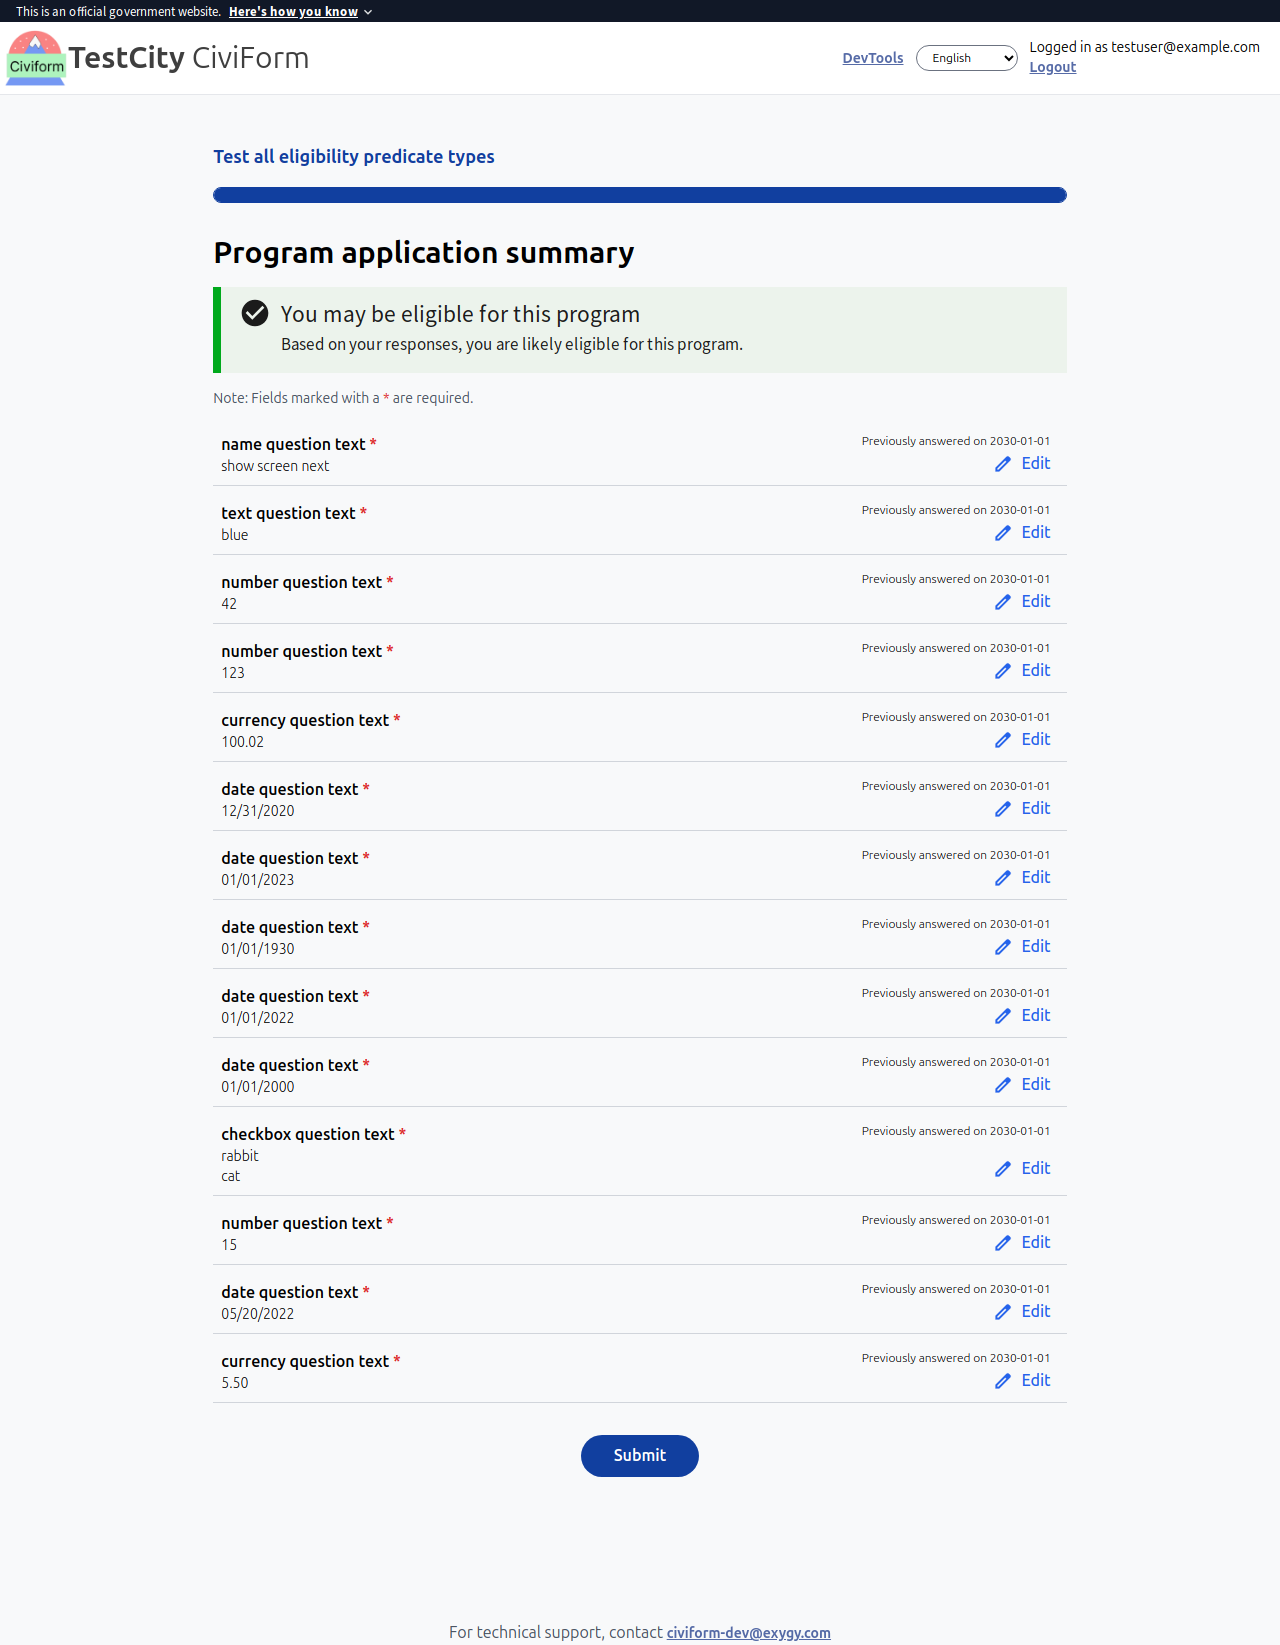 This is an official government website. Here's how you know
Civiform
TestCity CiviForm
DevTools
English
Logged in as testuser@example.com
Logout
Test all eligibility predicate types
Program application summary
You may be eligible for this program
Based on your responses, you are likely eligible for this program.
Note: Fields marked with a * are required.
name question text *
Previously answered on 2030-01-01
show screen next
Edit
text question text *
Previously answered on 2030-01-01
blue
Edit
number question text *
Previously answered on 2030-01-01
42
Edit
number question text *
Previously answered on 2030-01-01
123
Edit
currency question text *
Previously answered on 2030-01-01
100.02
Edit
date question text *
Previously answered on 2030-01-01
12/31/2020
Edit
date question text *
Previously answered on 2030-01-01
01/01/2023
Edit
date question text *
Previously answered on 2030-01-01
01/01/1930
Edit
date question text *
Previously answered on 2030-01-01
01/01/2022
Edit
date question text *
Previously answered on 2030-01-01
01/01/2000
Edit
checkbox question text *
Previously answered on 2030-01-01
rabbit
cat
Edit
number question text *
Previously answered on 2030-01-01
15
Edit
date question text *
Previously answered on 2030-01-01
05/20/2022
Edit
currency question text *
Previously answered on 2030-01-01
5.50
Edit
Submit
For technical support, contact civiform-dev@exygy.com